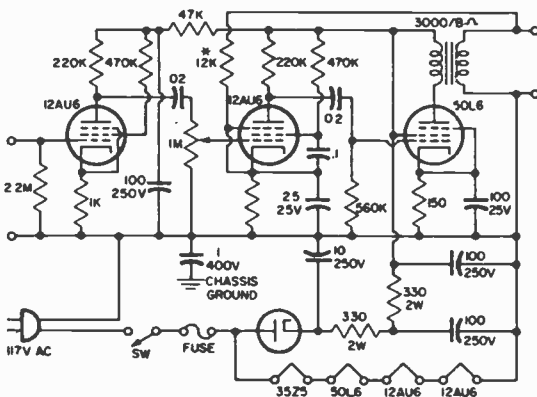 47K
3000/8
220K
470K
*
12K
220K
470K
12AU6
02
12AU6
02
50L6
1M
.1
2.2M
1K
100
250V
25
25V
560K
150
100
25V
.1
400V
10
250V
100
250V
CHASSIS
GROUND
330
2W
330
2W
100
250V
117V AC
SW
FUSE
35Z5
50L6
12AU6
12AU6